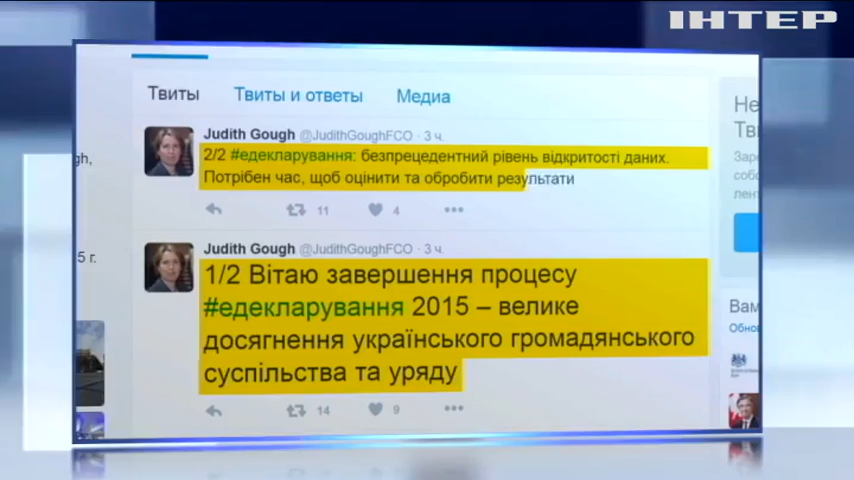 ІНТЕР
Твиты Твиты и ответы Медиа
Judith Gough @JudithGoughFCO · 3 ч.
2/2 #едекларування: безпрецедентний рівень відкритості даних.
Потрібен час, щоб оцінити та обробити результати
11 4
Judith Gough @JudithGoughFCO · 3 ч.
1/2 Вітаю завершення процесу
#едекларування 2015 – велике
досягнення українського громадянського
суспільства та уряду
14 9
5 г.